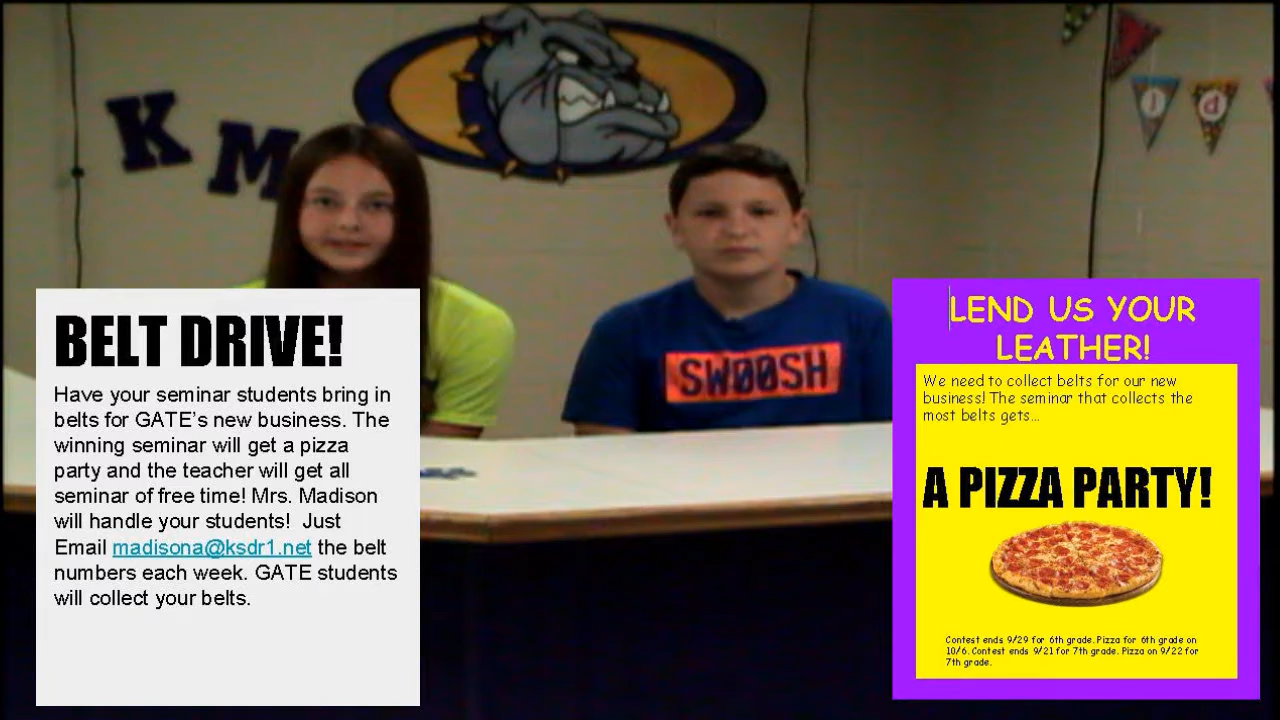 K M
i d
SWOOSH
BELT DRIVE!
Have your seminar students bring in
belts for GATE's new business. The
winning seminar will get a pizza
party and the teacher will get all
seminar of free time! Mrs. Madison
will handle your students!  Just
Email madisona@ksdr1.net the belt
numbers each week. GATE students
will collect your belts.
LEND US YOUR
LEATHER!
We need to collect belts for our new
business! The seminar that collects the
most belts gets...
A PIZZA PARTY!
Contest ends 9/29 for 6th grade. Pizza for 6th grade on
10/6. Contest ends 9/21 for 7th grade. Pizza on 9/22 for
7th grade.